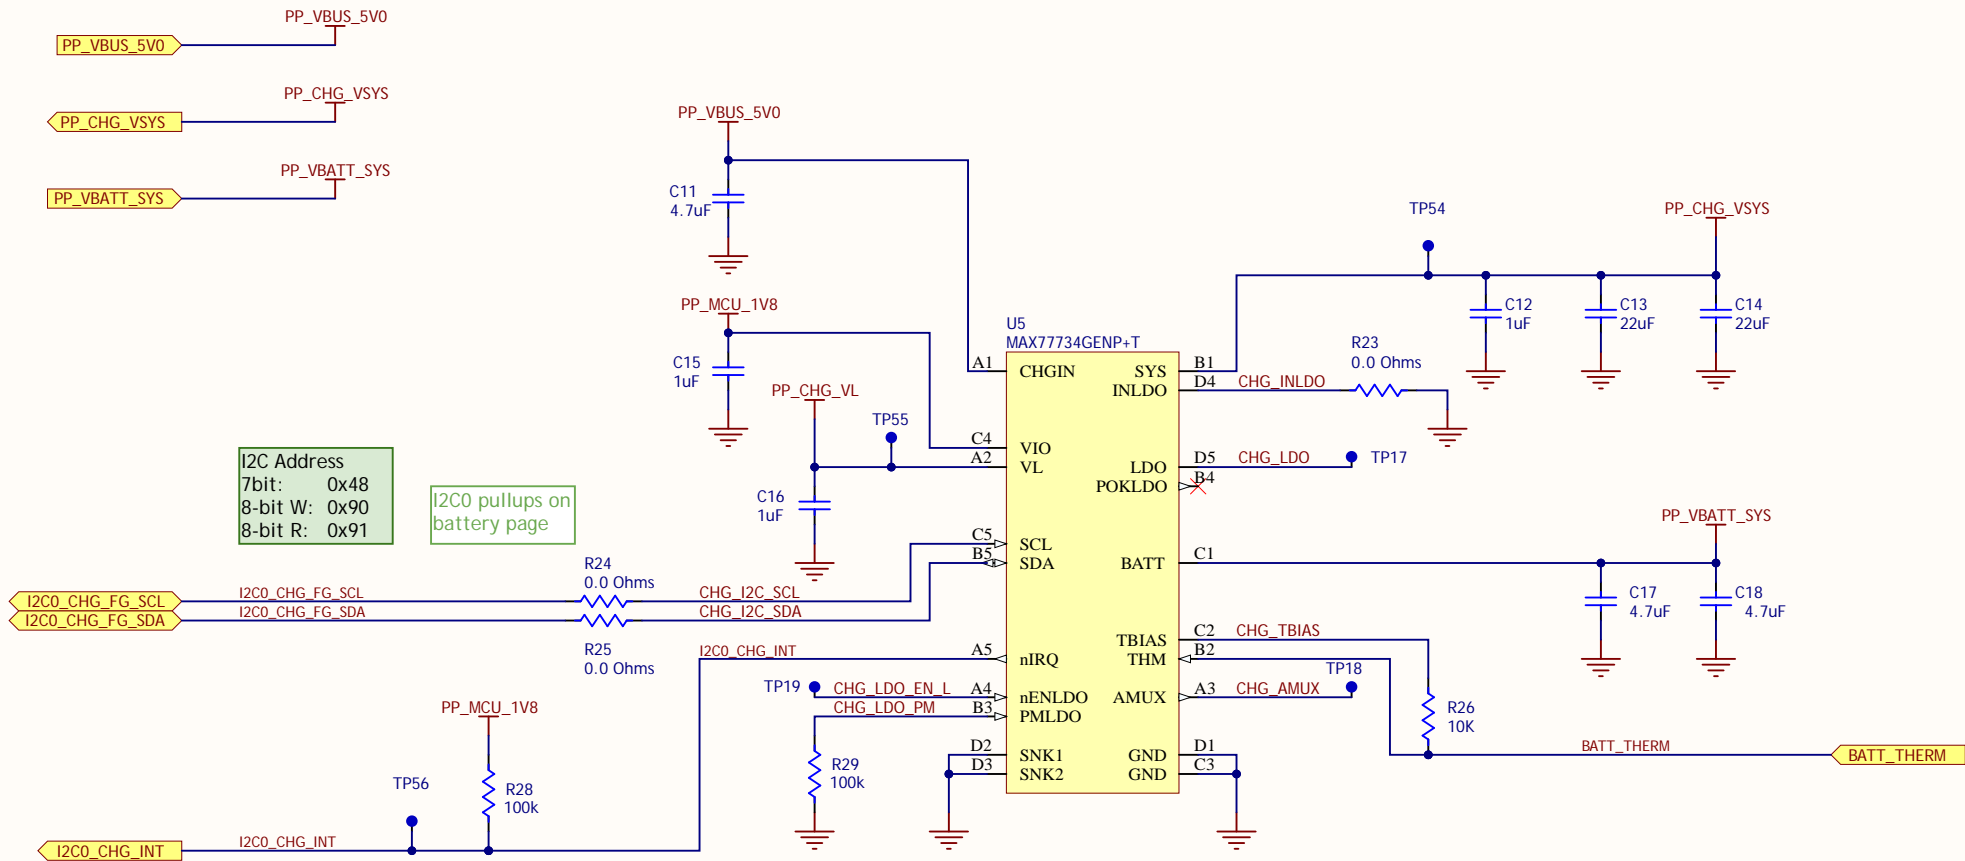 PP_VBUS_5V0
PP_VBUS_5V0
PP_CHG_VSYS
PP_CHG_VSYS
PP_VBATT_SYS
PP_VBATT_SYS
PP_VBUS_5V0
C11
4.7uF
PP_MCU_1V8
C15
1uF
PP_CHG_VL
TP55
C16
1uF
I2C Address
7bit: 0x48
8-bit W: 0x90
8-bit R: 0x91
I2C0 pullups on
battery page
I2C0_CHG_FG_SCL
I2C0_CHG_FG_SDA
I2C0_CHG_FG_SCL
I2C0_CHG_FG_SDA
R24
0.0 Ohms
R25
0.0 Ohms
CHG_I2C_SCL
CHG_I2C_SDA
I2C0_CHG_INT
TP19
CHG_LDO_EN_L
CHG_LDO_PM
R29
100k
PP_MCU_1V8
R28
100k
TP56
I2C0_CHG_INT
I2C0_CHG_INT
U5
MAX77734GENP+T
A1 CHGIN
C4 VIO
A2 VL
C5 SCL
B5 SDA
A5 nIRQ
A4 nENLDO
B3 PMLDO
D2 SNK1
D3 SNK2
SYS B1
INLDO D4
LDO D5
POKLDO B4
BATT C1
TBIAS C2
THM B2
AMUX A3
GND D1
GND C3
TP54
PP_CHG_VSYS
C12
1uF
C13
22uF
C14
22uF
R23
0.0 Ohms
CHG_INLDO
CHG_LDO
TP17
PP_VBATT_SYS
C17
4.7uF
C18
4.7uF
CHG_TBIAS
TP18
CHG_AMUX
R26
10K
BATT_THERM
BATT_THERM